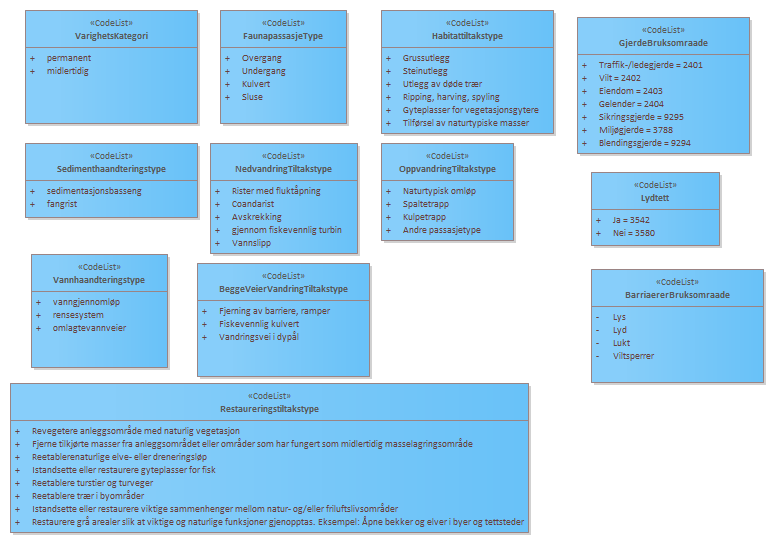 «CodeList»
VarighetsKategori
+ permanent
+ midlertidig
«CodeList»
FaunapassasjeType
+ Overgang
+ Undergang
+ Kulvert
+ Sluse
«CodeList»
Habitattiltakstype
+ Grussutlegg
+ Steinutlegg
+ Utlegg av døde trær
+ Ripping, harving, spyling
+ Gyteplasser for vegetasjonsgytere
+ Tilførsel av naturtypiske masser
«CodeList»
GjerdeBruksomraade
+ Traffik-/ledegjerde = 2401
+ Vilt = 2402
+ Eiendom = 2403
+ Gelender = 2404
+ Sikringsgjerde = 9295
+ Miljøgjerde = 3788
+ Blendingsgjerde = 9294
«CodeList»
Sedimenthaandteringstype
+ sedimentasjonsbasseng
+ fangrist
«CodeList»
NedvandringTiltakstype
+ Rister med fluktåpning
+ Coandarist
+ Avskrekking
+ gjennom fiskevennlig turbin
+ Vannslipp
«CodeList»
OppvandringTiltakstype
+ Naturtypisk omløp
+ Spaltetrapp
+ Kulpetrapp
+ Andre passasjetype
«CodeList»
Lydtett
+ Ja = 3542
+ Nei = 3580
«CodeList»
Vannhaandteringstype
+ vanngjennomløp
+ rensesystem
+ omlagtevannveier
«CodeList»
BeggeVeierVandringTiltakstype
+ Fjerning av barriere, ramper
+ Fiskevennlig kulvert
+ Vandringsvei i dypål
«CodeList»
BarriaererBruksomraade
- Lys
- Lyd
- Lukt
- Viltsperrer
«CodeList»
Restaureringstiltakstype
+ Revegetere anleggsområde med naturlig vegetasjon
+ Fjerne tilkjørte masser fra anleggsområdet eller områder som har fungert som midlertidig masselagringsområde
+ Reetablerenaturlige elve- eller dreneringsløp
+ Istandsette eller restaurere gyteplasser for fisk
+ Reetablere turstier og turveger
+ Reetablere trær i byområder
+ Istandsette eller restaurere viktige sammenhenger mellom natur- og/eller friluftslivsområder
+ Restaurere grå arealer slik at viktige og naturlige funksjoner gjenopptas. Eksempel: Åpne bekker og elver i byer og tettsteder